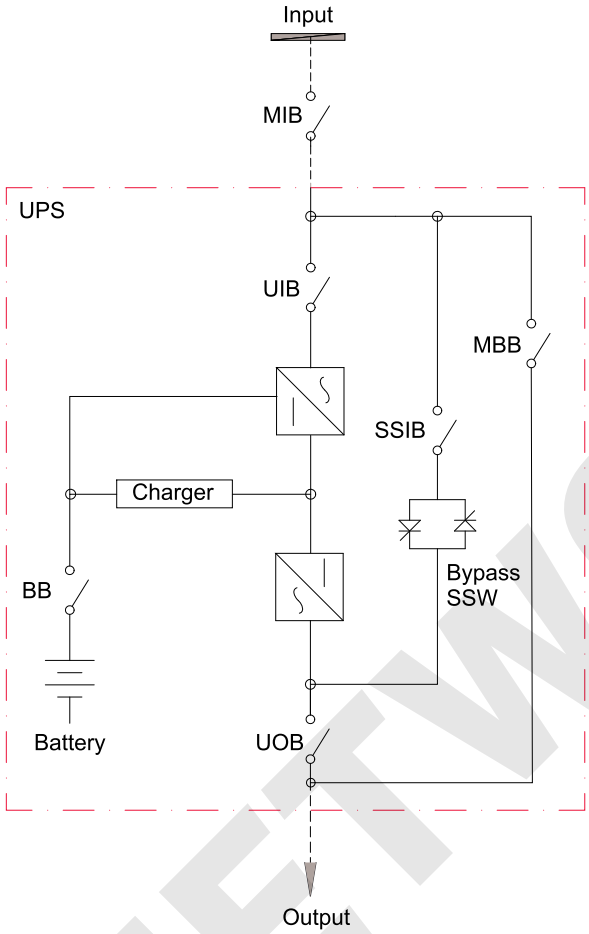 Input
MIB
UPS
UIB
MBB
SSIB
Charger
Bypass
SSW
BB
Battery
UOB
Output